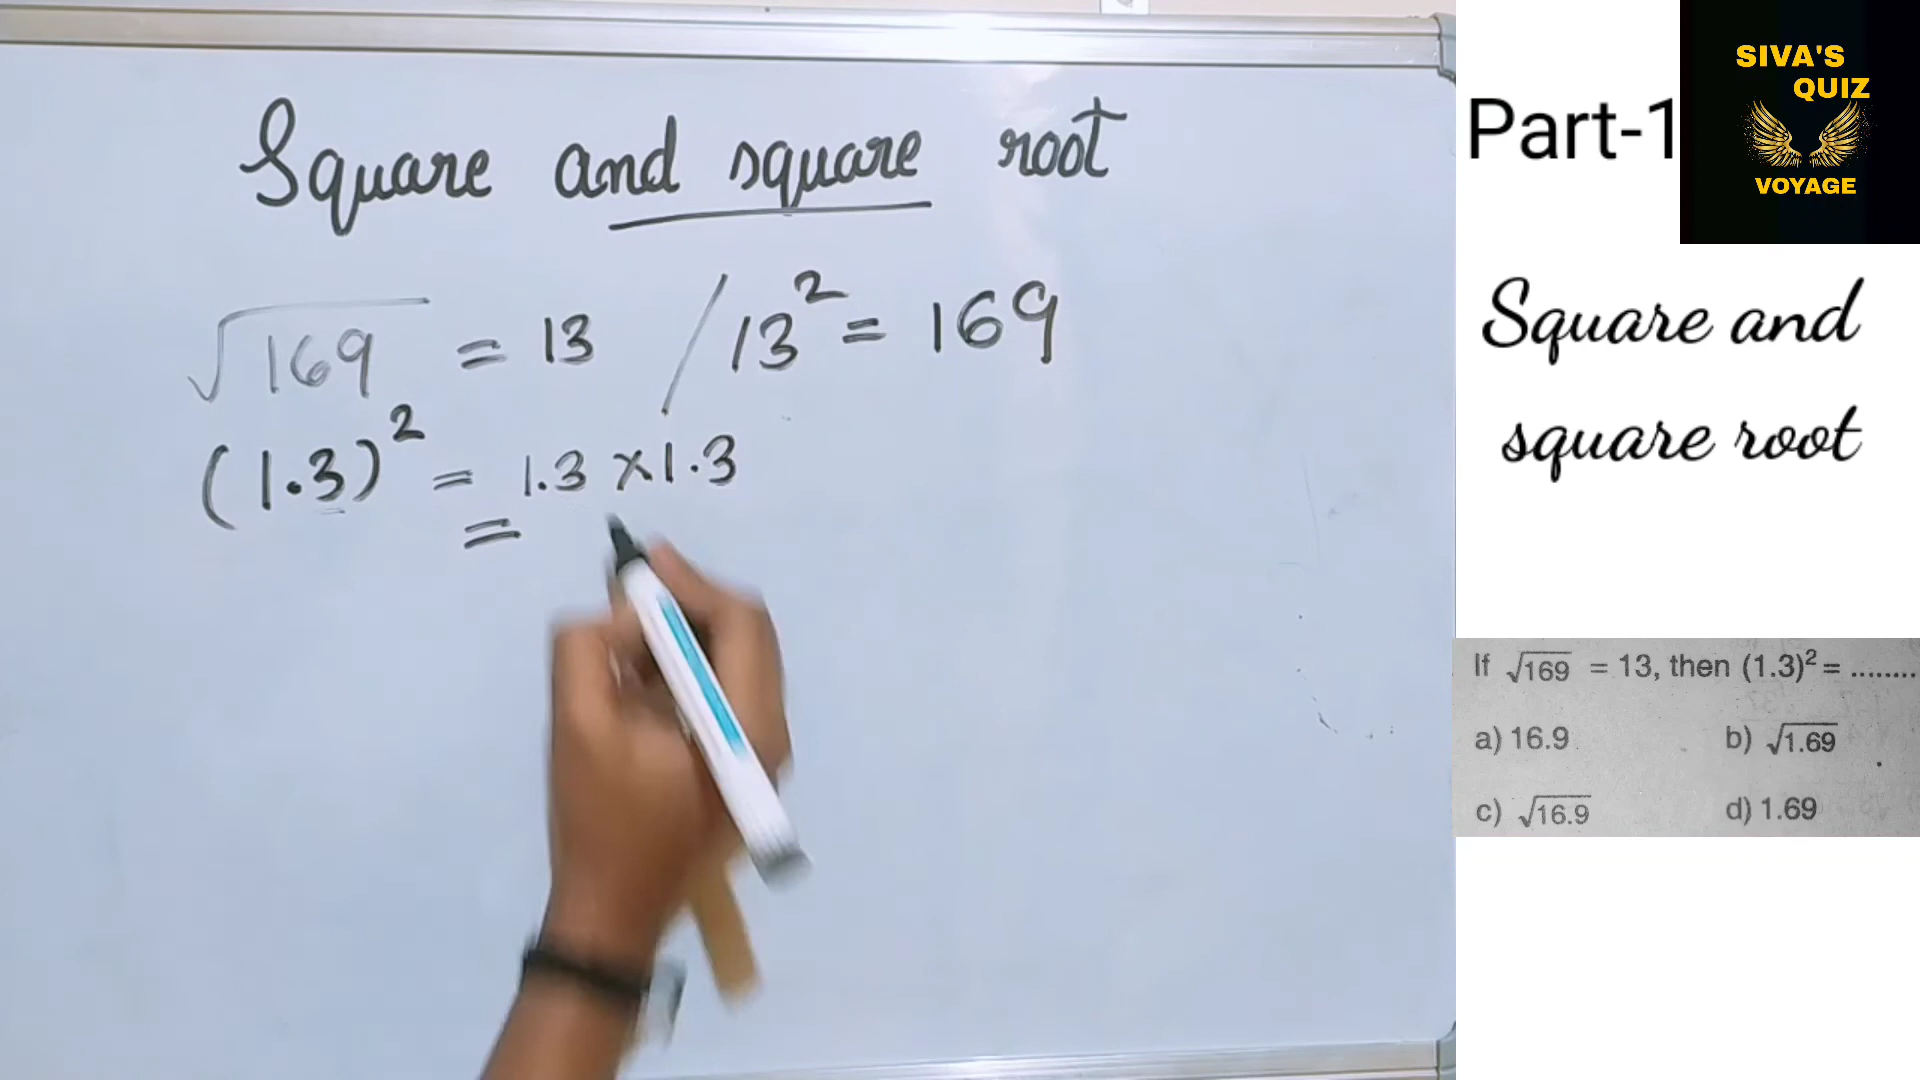 Square and square root
√169 = 13 / 13² = 169
(1.3)² = 1.3 × 1.3
=
Part-1
SIVA'S
QUIZ
VOYAGE
Square and
square root
If √169 = 13, then (1.3)² = ........
a) 16.9 b) √1.69
c) √16.9 d) 1.69